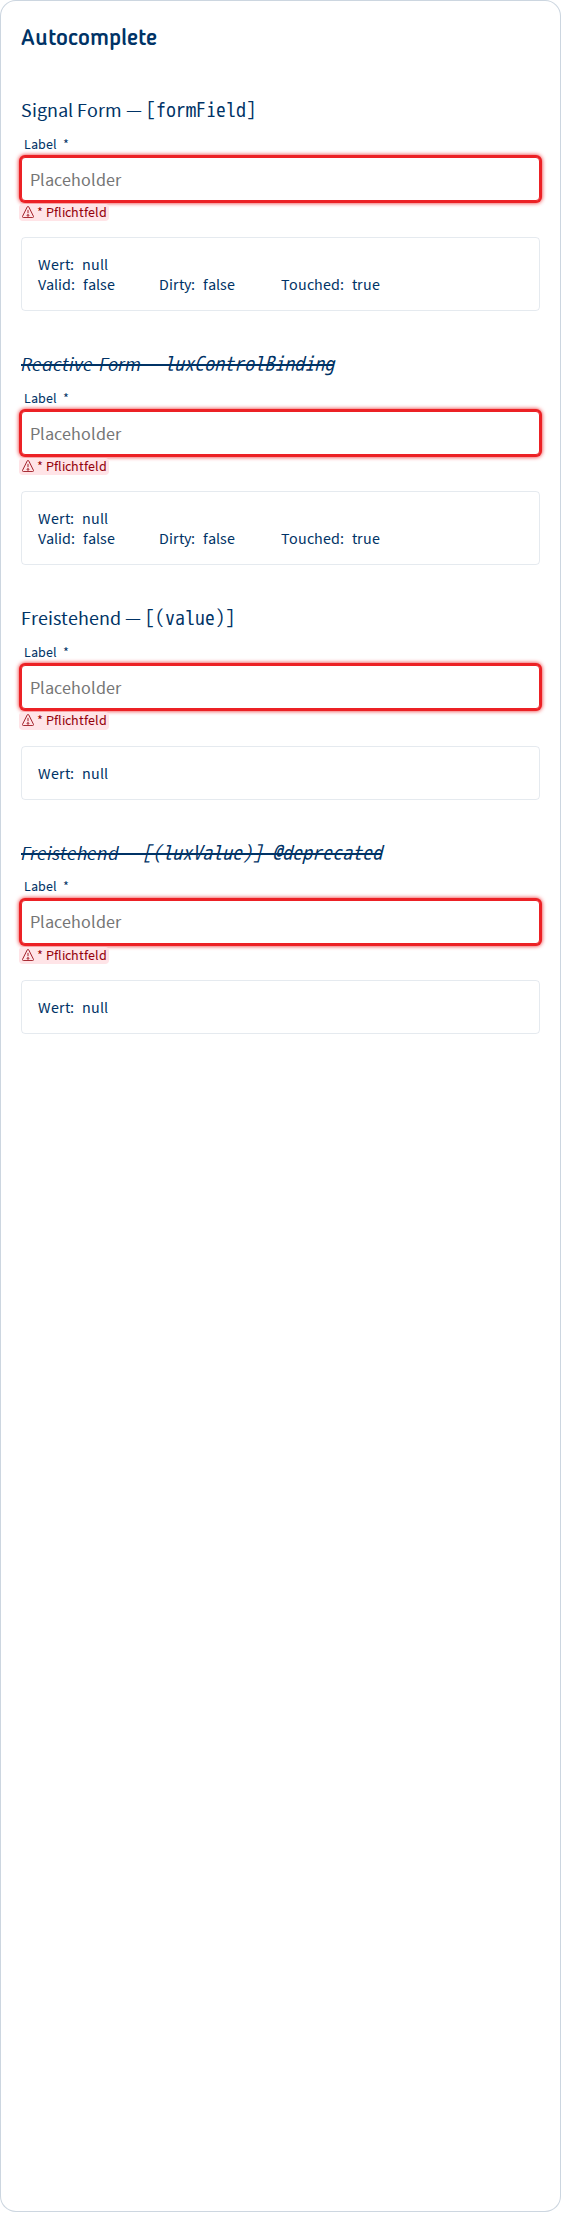 Autocomplete
Signal Form — [formField]
Label *
Placeholder
* Pflichtfeld
Wert: null
Valid: false Dirty: false Touched: true
Reactive Form — luxControlBinding
Label *
Placeholder
* Pflichtfeld
Wert: null
Valid: false Dirty: false Touched: true
Freistehend — [(value)]
Label *
Placeholder
* Pflichtfeld
Wert: null
Freistehend — [(luxValue)] @deprecated
Label *
Placeholder
* Pflichtfeld
Wert: null